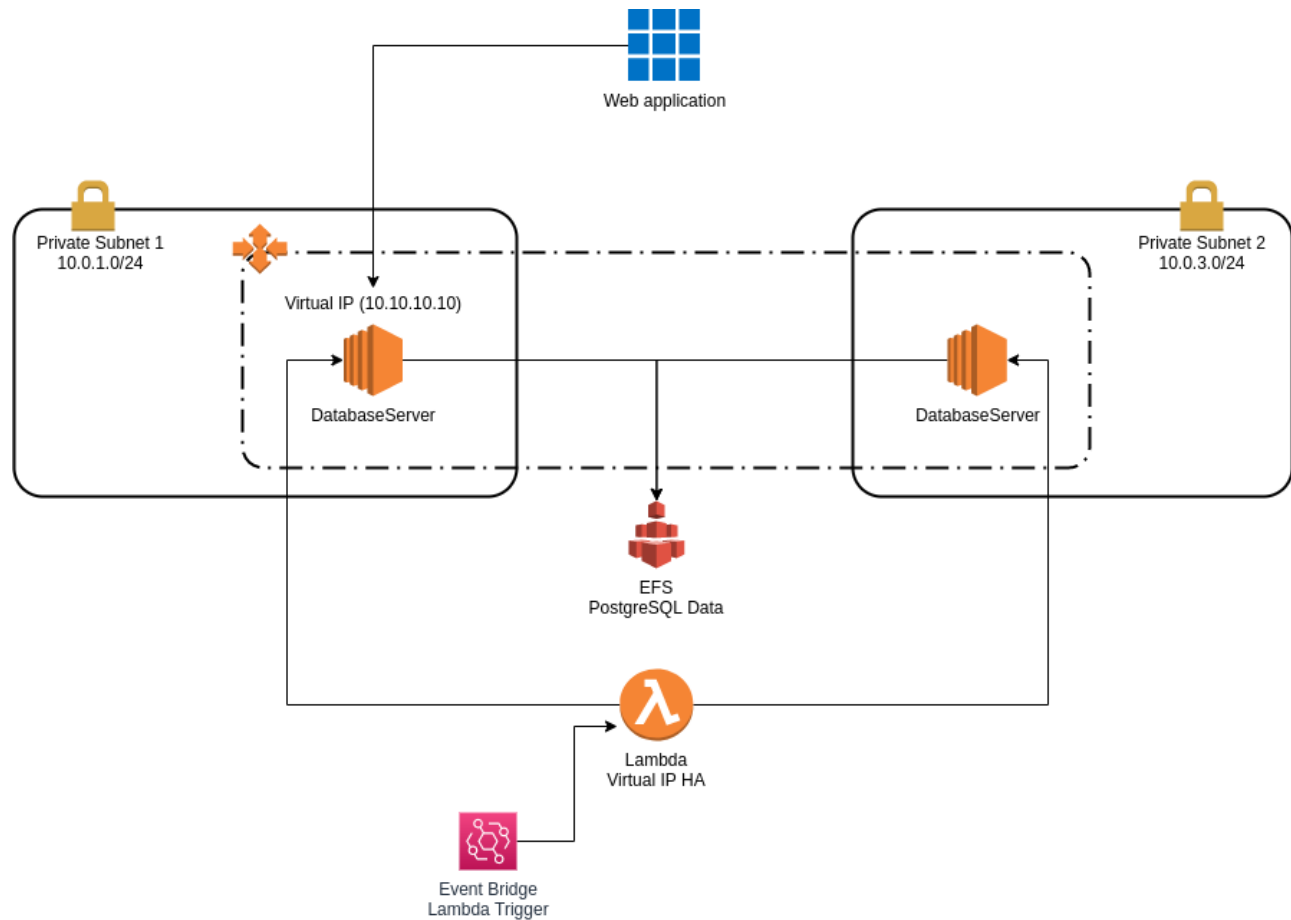 Web application
Private Subnet 1
10.0.1.0/24
Private Subnet 2
10.0.3.0/24
Virtual IP (10.10.10.10)
DatabaseServer
DatabaseServer
EFS
PostgreSQL Data
Lambda
Virtual IP HA
Event Bridge
Lambda Trigger